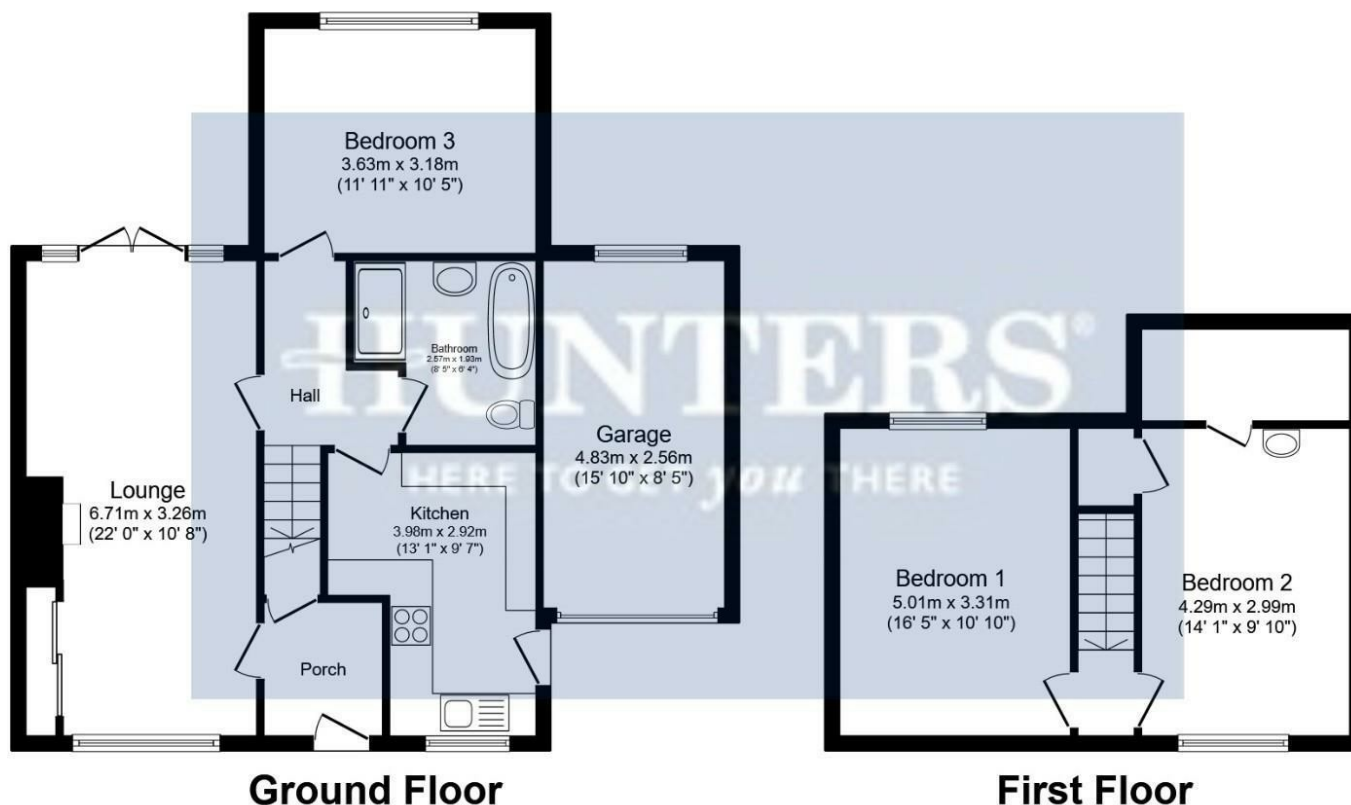 Bedroom 3
3.63m x 3.18m
(11' 11" x 10' 5")
HUNTERS®
HERE TO GET you THERE
Bathroom
2.57m x 1.93m
(8' 5" x 6' 4")
Hall
Garage
4.83m x 2.56m
(15' 10" x 8' 5")
Lounge
6.71m x 3.26m
(22' 0" x 10' 8")
Kitchen
3.98m x 2.92m
(13' 1" x 9' 7")
Porch
Bedroom 1
5.01m x 3.31m
(16' 5" x 10' 10")
Bedroom 2
4.29m x 2.99m
(14' 1" x 9' 10")
Ground Floor
First Floor